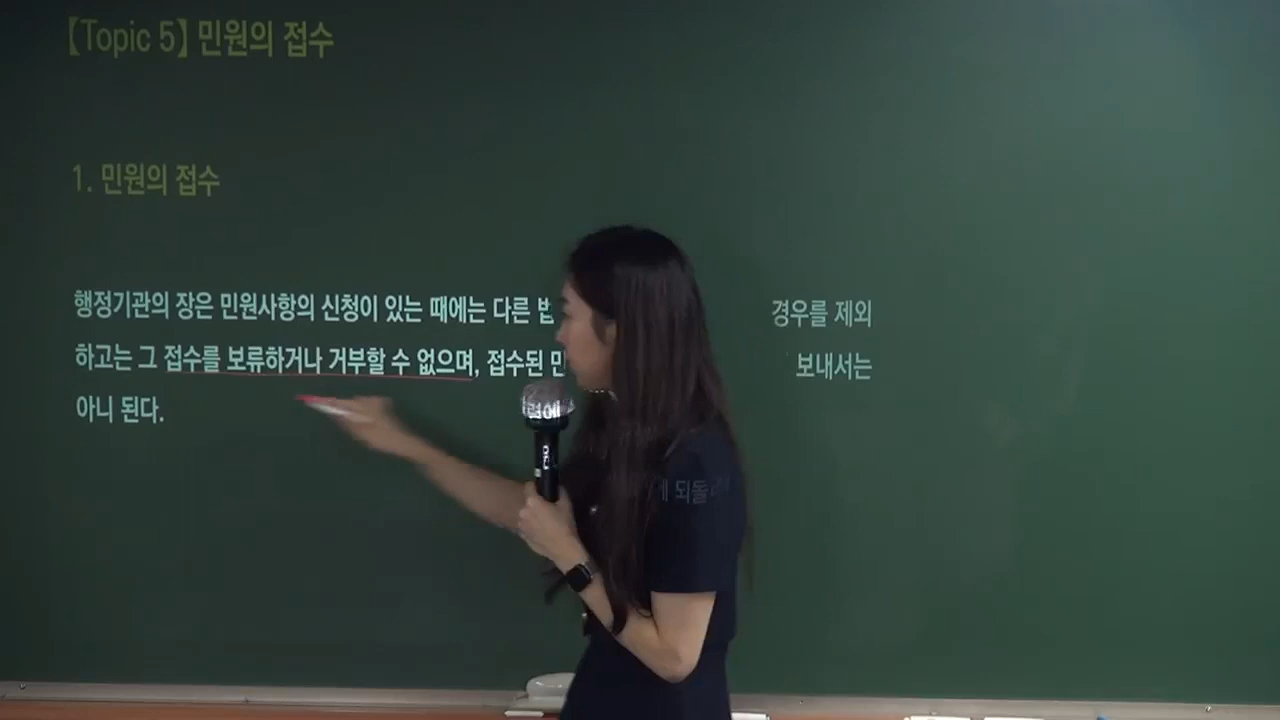 【Topic 5】 민원의 접수
1. 민원의 접수
행정기관의 장은 민원사항의 신청이 있는 때에는 다른 법 경우를 제외
하고는 그 접수를 보류하거나 거부할 수 없으며, 접수된 민 보내서는
아니 된다.
되돌려